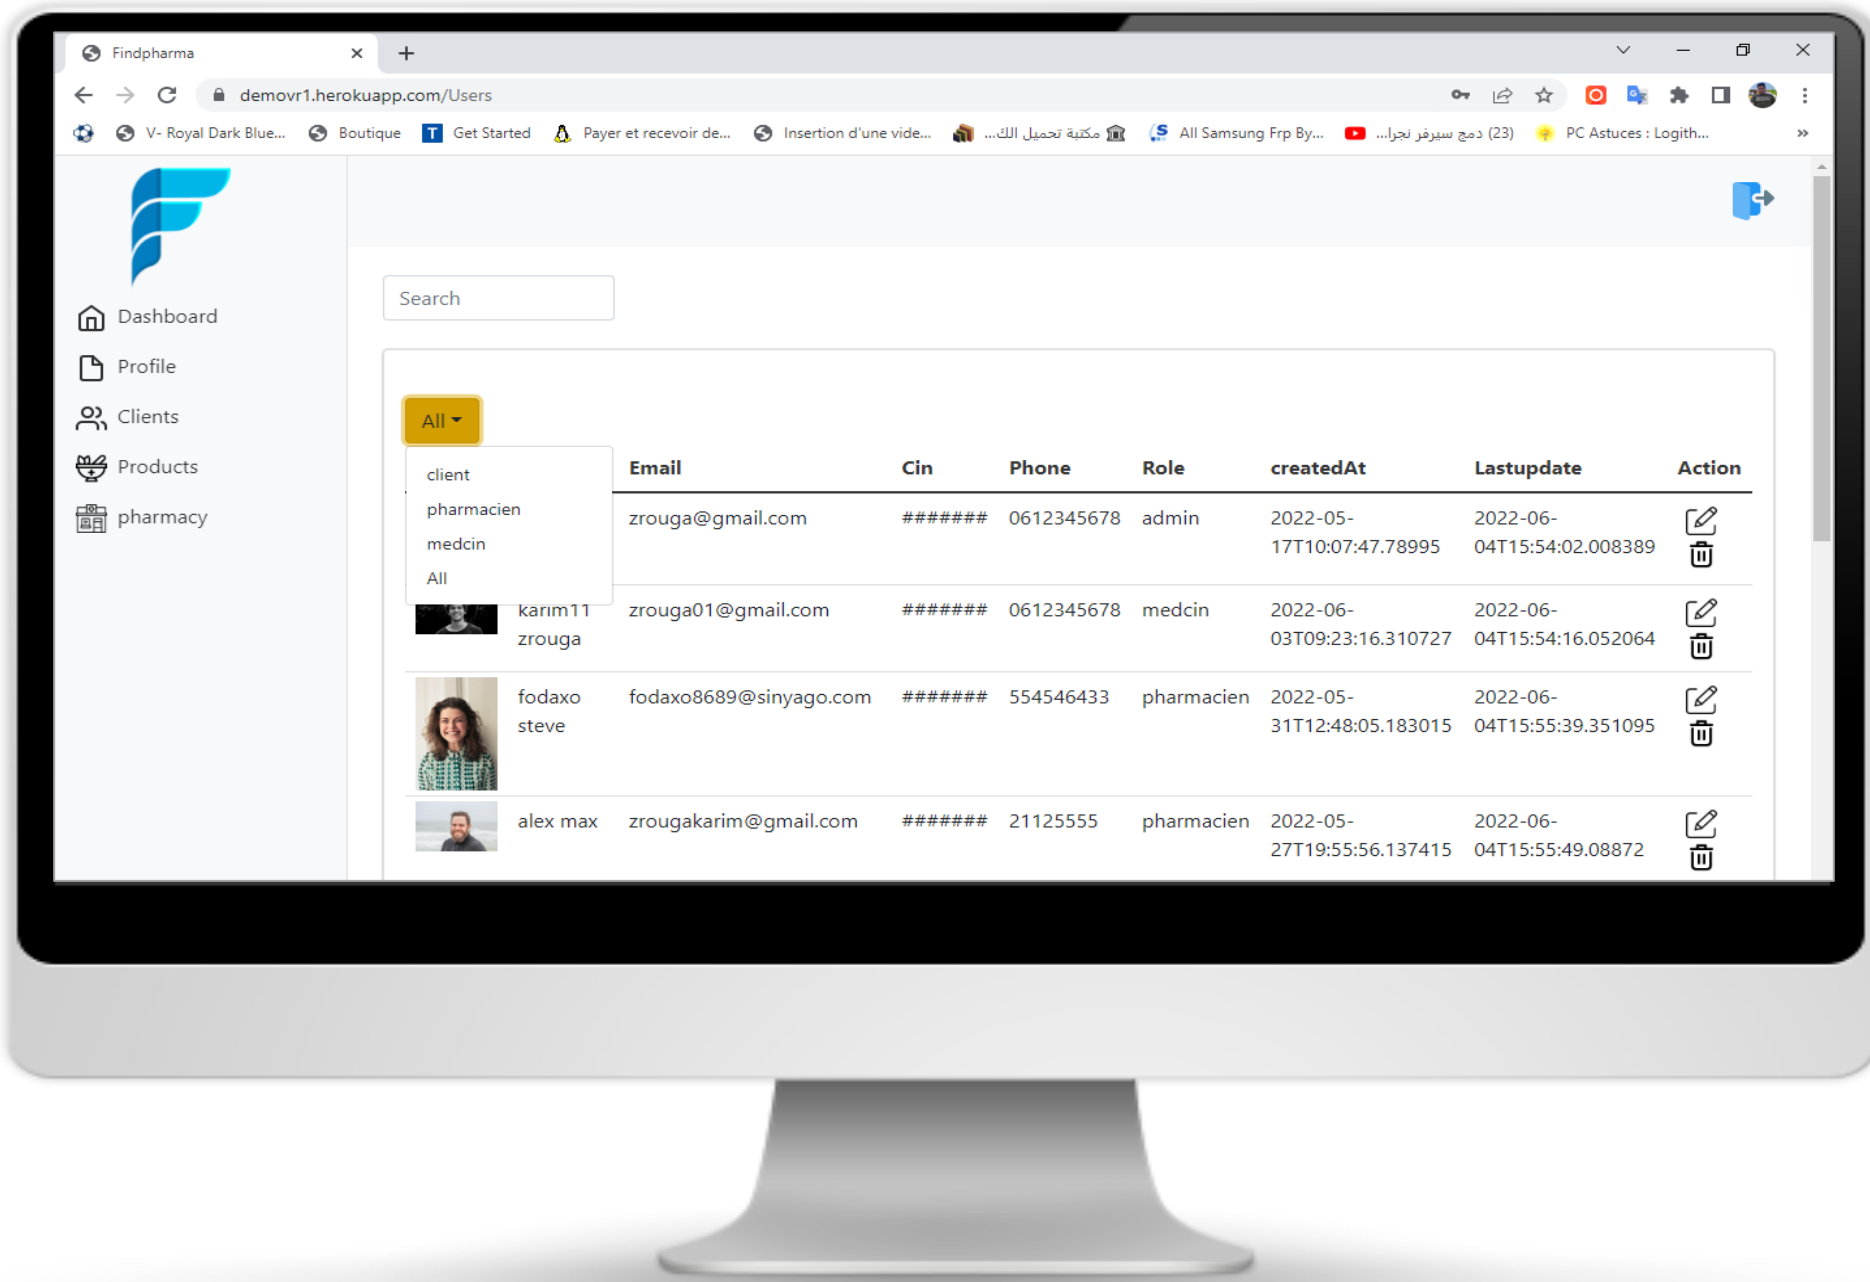 Findpharma
demovr1.herokuapp.com/Users
V- Royal Dark Blue...
Boutique
T Get Started
Payer et recevoir de...
Insertion d'une vide...
مكتبة تحميل الك...
All Samsung Frp By...
(23) دمج سيرفر نجرا...
PC Astuces : Logith...
Dashboard
Profile
Clients
Products
pharmacy
Search
All
client
pharmacien
medcin
All
Email Cin Phone Role createdAt Lastupdate Action
zrouga@gmail.com ####### 0612345678 admin 2022-05- 2022-06-
17T10:07:47.78995 04T15:54:02.008389
karim11 zrouga01@gmail.com ####### 0612345678 medcin 2022-06- 2022-06-
zrouga 03T09:23:16.310727 04T15:54:16.052064
fodaxo fodaxo8689@sinyago.com ####### 554546433 pharmacien 2022-05- 2022-06-
steve 31T12:48:05.183015 04T15:55:39.351095
alex max zrougakarim@gmail.com ####### 21125555 pharmacien 2022-05- 2022-06-
27T19:55:56.137415 04T15:55:49.08872